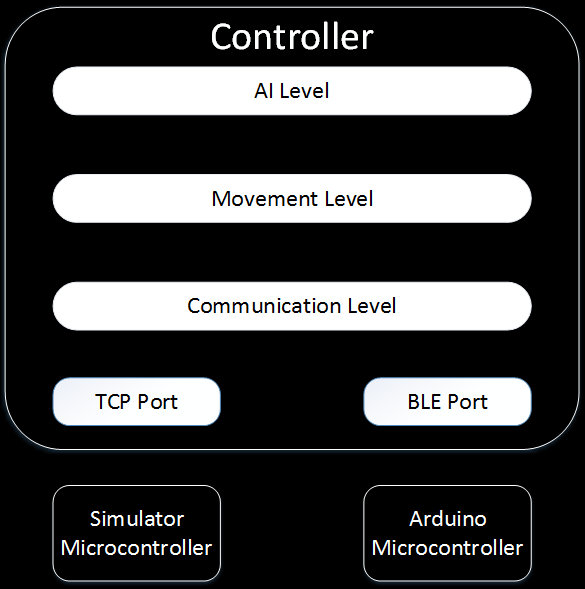 Controller
AI Level
Movement Level
Communication Level
TCP Port
BLE Port
Simulator
Microcontroller
Arduino
Microcontroller